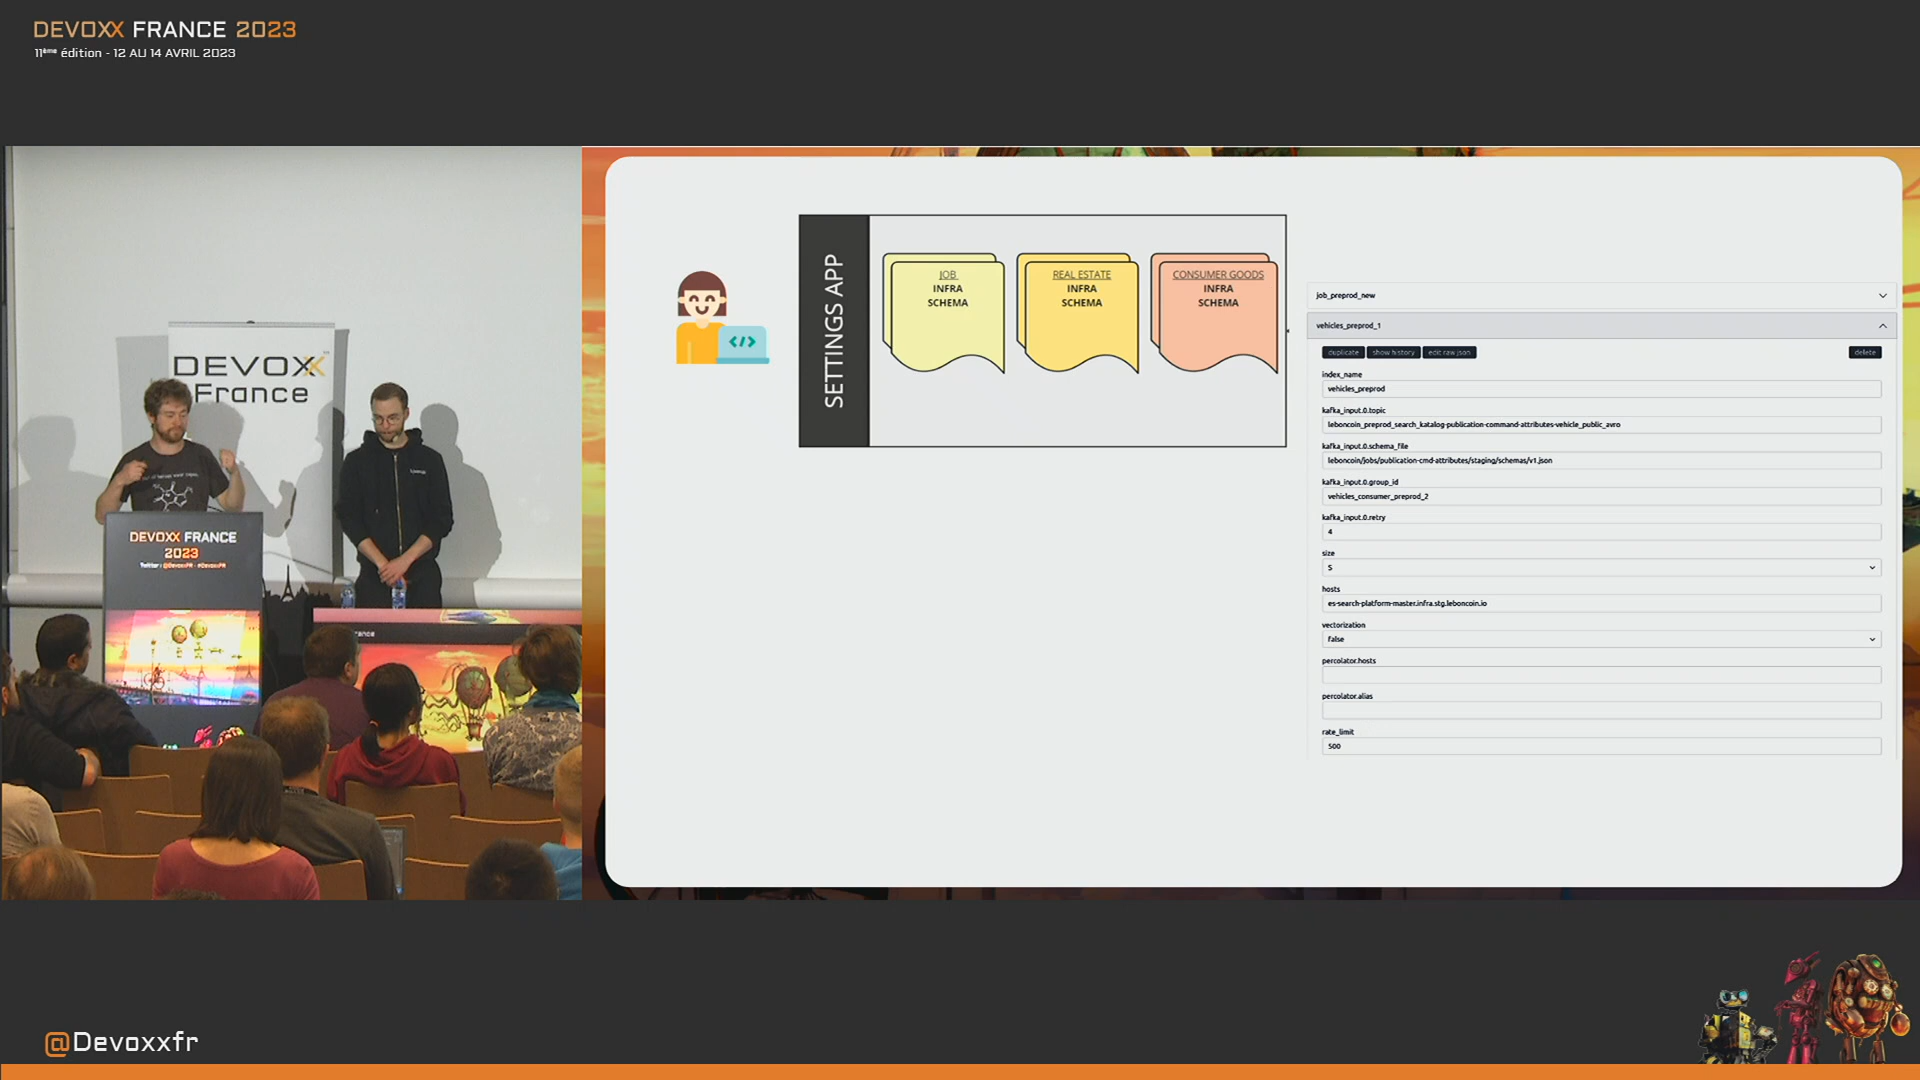 DEVOXX FRANCE 2023
11ème édition - 12 AU 14 AVRIL 2023
DEVOXX
France
DEVOXX FRANCE
2023
Twitter : @DevoxxFR - #DevoxxFR
SETTINGS APP
JOB
INFRA
SCHEMA
REAL ESTATE
INFRA
SCHEMA
CONSUMER GOODS
INFRA
SCHEMA
</>
job_preprod_new
vehicles_preprod_1
duplicate show history edit raw json delete
index_name
vehicles_preprod
kafka_input.0.topic
leboncoin_preprod_search_katalog-publication-command-attributes-vehicle_public_avro
kafka_input.0.schema_file
leboncoin/jobs/publication-cmd-attributes/staging/schemas/v1.json
kafka_input.0.group_id
vehicles_consumer_preprod_2
kafka_input.0.retry
4
size
S
hosts
es-search-platform-master.infra.stg.leboncoin.io
vectorization
false
percolator.hosts
percolator.alias
rate_limit
500
@Devoxxfr